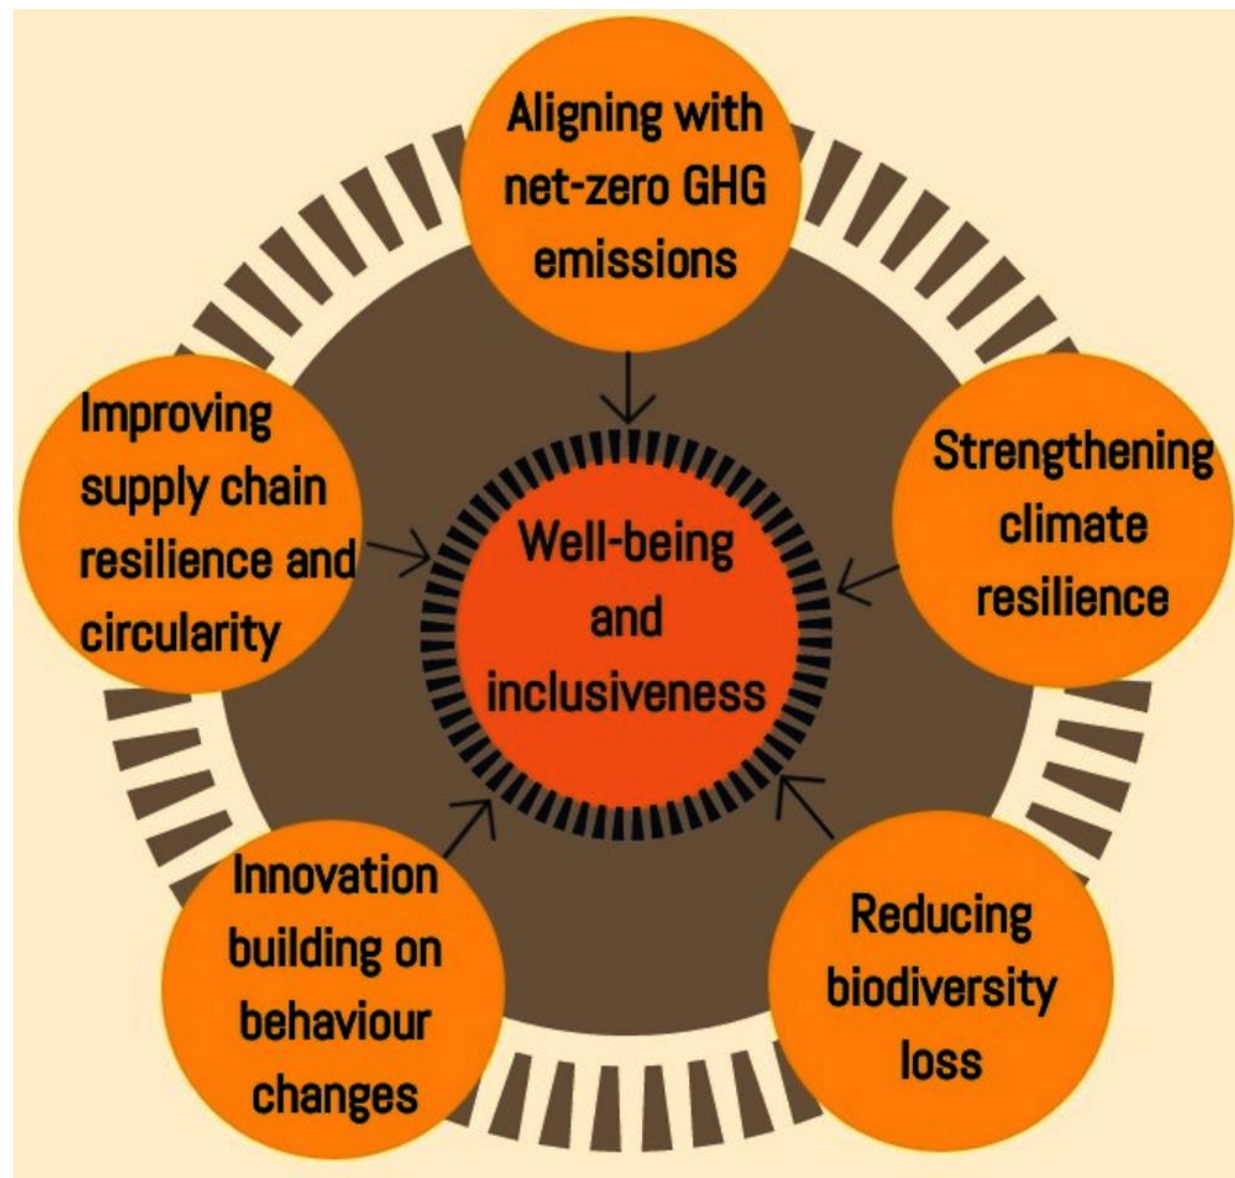 Aligning with
net-zero GHG
emissions
Improving
supply chain
resilience and
circularity
Strengthening
climate
resilience
Well-being
and
inclusiveness
Innovation
building on
behaviour
changes
Reducing
biodiversity
loss